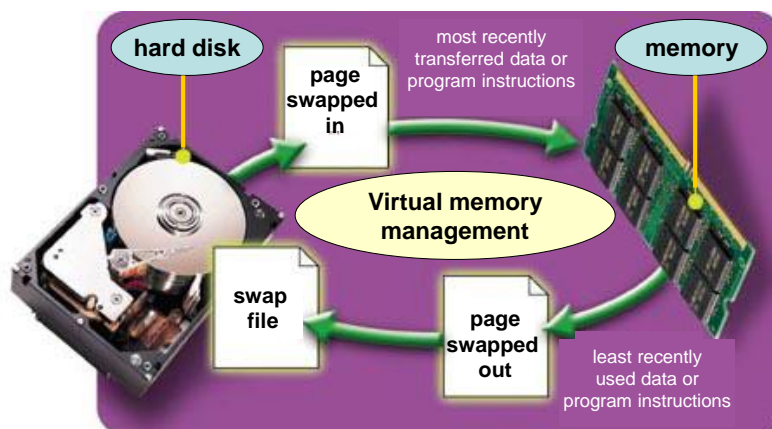 hard disk
page
swapped
in
most recently
transferred data or
program instructions
memory
Virtual memory
management
swap
file
page
swapped
out
least recently
used data or
program instructions